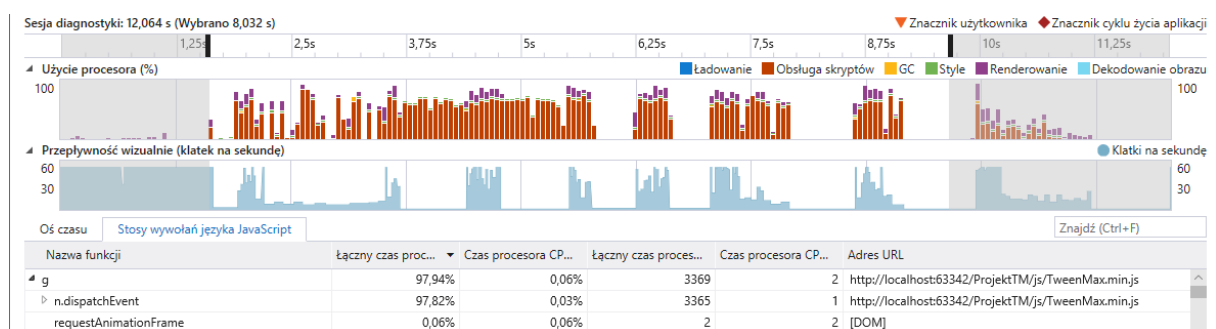 Sesja diagnostyki: 12,064 s (Wybrano 8,032 s) Znacznik użytkownika Znacznik cyklu życia aplikacji
1,25s 2,5s 3,75s 5s 6,25s 7,5s 8,75s 10s 11,25s
Użycie procesora (%) Ładowanie Obsługa skryptów GC Style Renderowanie Dekodowanie obrazu
100 100
Przepływność wizualnie (klatek na sekundę) Klatki na sekundę
60 60
30 30
Oś czasu Stosy wywołań języka JavaScript Znajdź (Ctrl+F)
Nazwa funkcji Łączny czas proc... Czas procesora CP... Łączny czas proces... Czas procesora CP... Adres URL
g 97,94% 0,06% 3369 2 http://localhost:63342/ProjektTM/js/TweenMax.min.js
n.dispatchEvent 97,82% 0,03% 3365 1 http://localhost:63342/ProjektTM/js/TweenMax.min.js
requestAnimationFrame 0,06% 0,06% 2 2 [DOM]